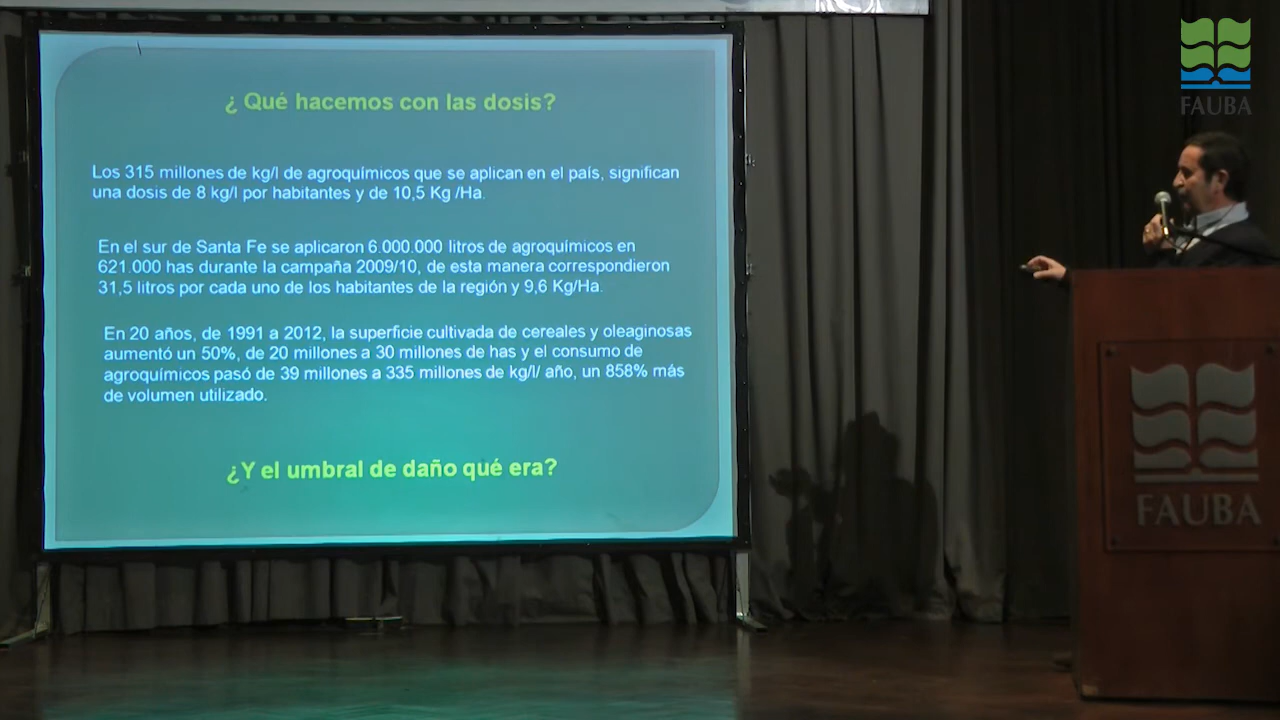 FAUBA
¿ Qué hacemos con las dosis?
Los 315 millones de kg/l de agroquímicos que se aplican en el país, significan
una dosis de 8 kg/l por habitantes y de 10,5 Kg /Ha.
En el sur de Santa Fe se aplicaron 6.000.000 litros de agroquímicos en
621.000 has durante la campaña 2009/10, de esta manera correspondieron
31,5 litros por cada uno de los habitantes de la región y 9,6 Kg/Ha.
En 20 años, de 1991 a 2012, la superficie cultivada de cereales y oleaginosas
aumentó un 50%, de 20 millones a 30 millones de has y el consumo de
agroquímicos pasó de 39 millones a 335 millones de kg/l/ año, un 858% más
de volumen utilizado.
¿Y el umbral de daño qué era?
FAUBA